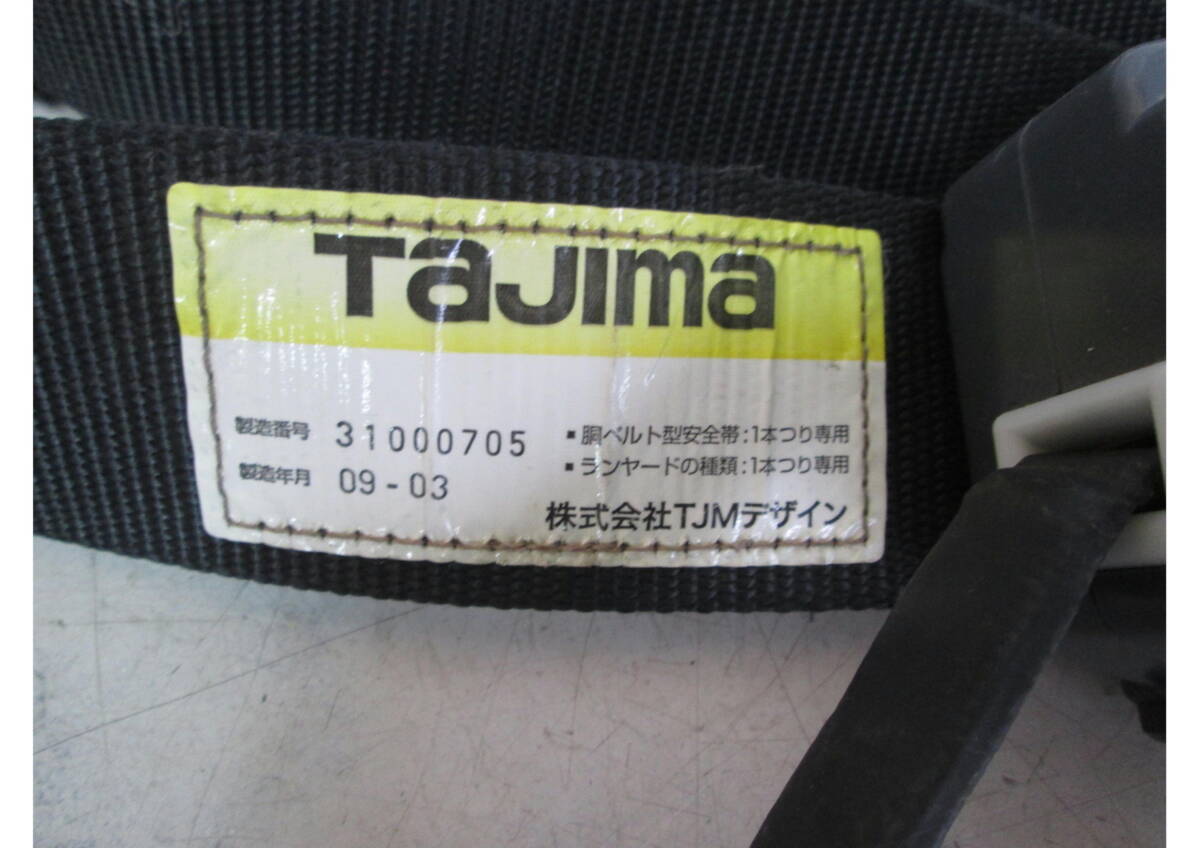 Tajima
製造番号 31000705
製造年月 09-03
▪胴ベルト型安全帯:1本つり専用
▪ランヤードの種類:1本つり専用
株式会社TJMデザイン